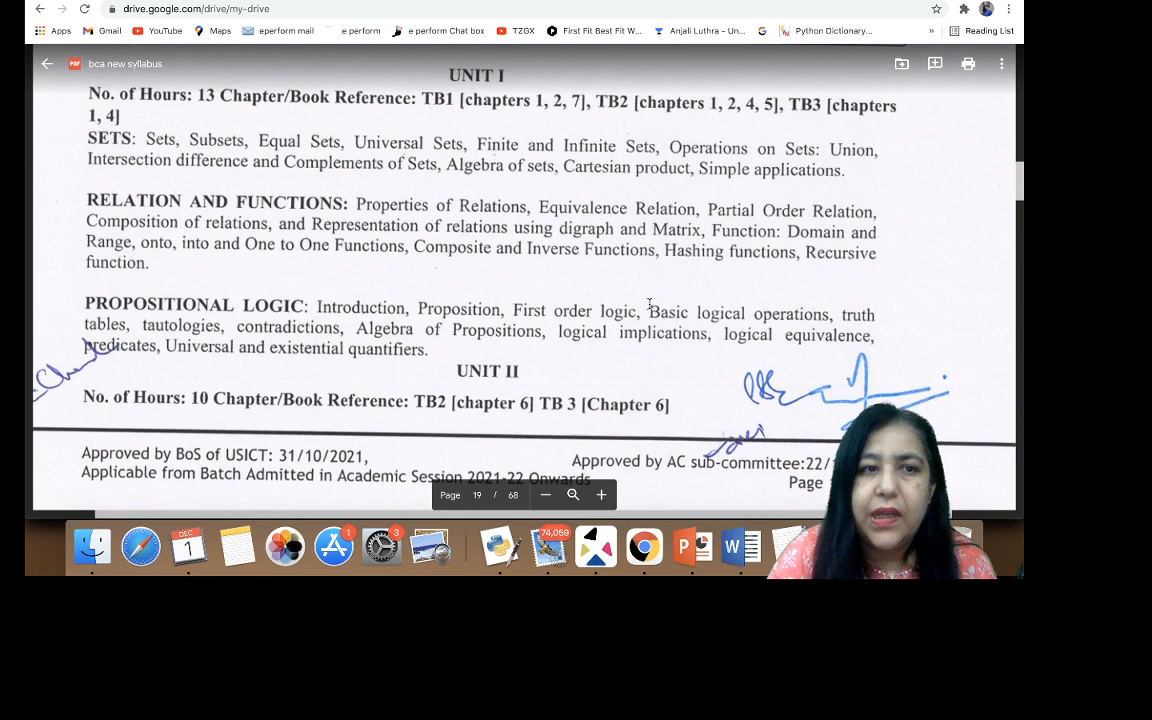 drive.google.com/drive/my-drive
Apps Gmail YouTube Maps eperform mail e perform e perform Chat box TZGX First Fit Best Fit W... Anjali Luthra - Un... Python Dictionary... » Reading List
PDF bca new syllabus
UNIT I
No. of Hours: 13 Chapter/Book Reference: TB1 [chapters 1, 2, 7], TB2 [chapters 1, 2, 4, 5], TB3 [chapters
1, 4]
SETS: Sets, Subsets, Equal Sets, Universal Sets, Finite and Infinite Sets, Operations on Sets: Union,
Intersection difference and Complements of Sets, Algebra of sets, Cartesian product, Simple applications.
RELATION AND FUNCTIONS: Properties of Relations, Equivalence Relation, Partial Order Relation,
Composition of relations, and Representation of relations using digraph and Matrix, Function: Domain and
Range, onto, into and One to One Functions, Composite and Inverse Functions, Hashing functions, Recursive
function.
PROPOSITIONAL LOGIC: Introduction, Proposition, First order logic, Basic logical operations, truth
tables, tautologies, contradictions, Algebra of Propositions, logical implications, logical equivalence,
predicates, Universal and existential quantifiers.
UNIT II
No. of Hours: 10 Chapter/Book Reference: TB2 [chapter 6] TB 3 [Chapter 6]
Approved by BoS of USICT: 31/10/2021,
Approved by AC sub-committee:22/
Applicable from Batch Admitted in Academic Session 2021-22 Onwards
Page
Page 19 / 68
DEC
1
1
3
74,059
P
W